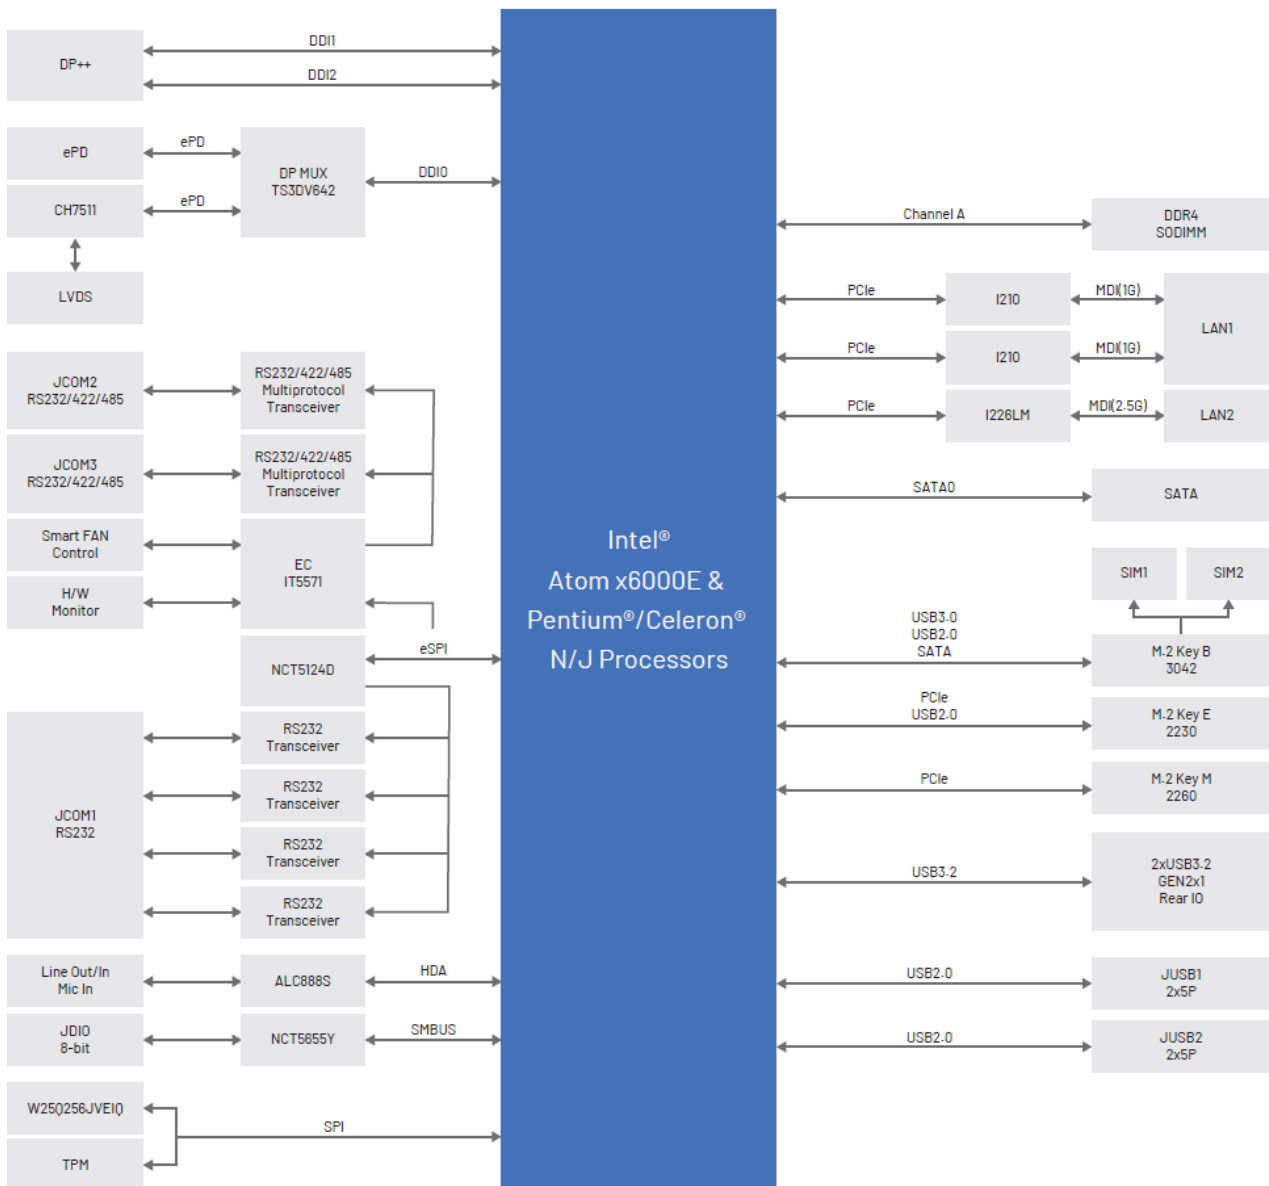 DP++
DDI1
DDI2
ePD
ePD
DP MUX
TS3DV642
DDI0
CH7511
ePD
LVDS
JCOM2
RS232/422/485
RS232/422/485
Multiprotocol
Transceiver
JCOM3
RS232/422/485
RS232/422/485
Multiprotocol
Transceiver
Smart FAN
Control
EC
IT5571
H/W
Monitor
NCT5124D
eSPI
JCOM1
RS232
RS232
Transceiver
RS232
Transceiver
RS232
Transceiver
RS232
Transceiver
Line Out/In
Mic In
ALC888S
HDA
JDIO
8-bit
NCT5655Y
SMBUS
W25Q256JVEIQ
SPI
TPM
Intel®
Atom x6000E &
Pentium®/Celeron®
N/J Processors
Channel A
DDR4
SODIMM
PCIe
I210
MDI(1G)
LAN1
PCIe
I210
MDI(1G)
PCIe
I226LM
MDI(2.5G)
LAN2
SATA0
SATA
SIM1
SIM2
USB3.0
USB2.0
SATA
M.2 Key B
3042
PCIe
USB2.0
M.2 Key E
2230
PCIe
M.2 Key M
2260
USB3.2
2xUSB3.2
GEN2x1
Rear IO
USB2.0
JUSB1
2x5P
USB2.0
JUSB2
2x5P